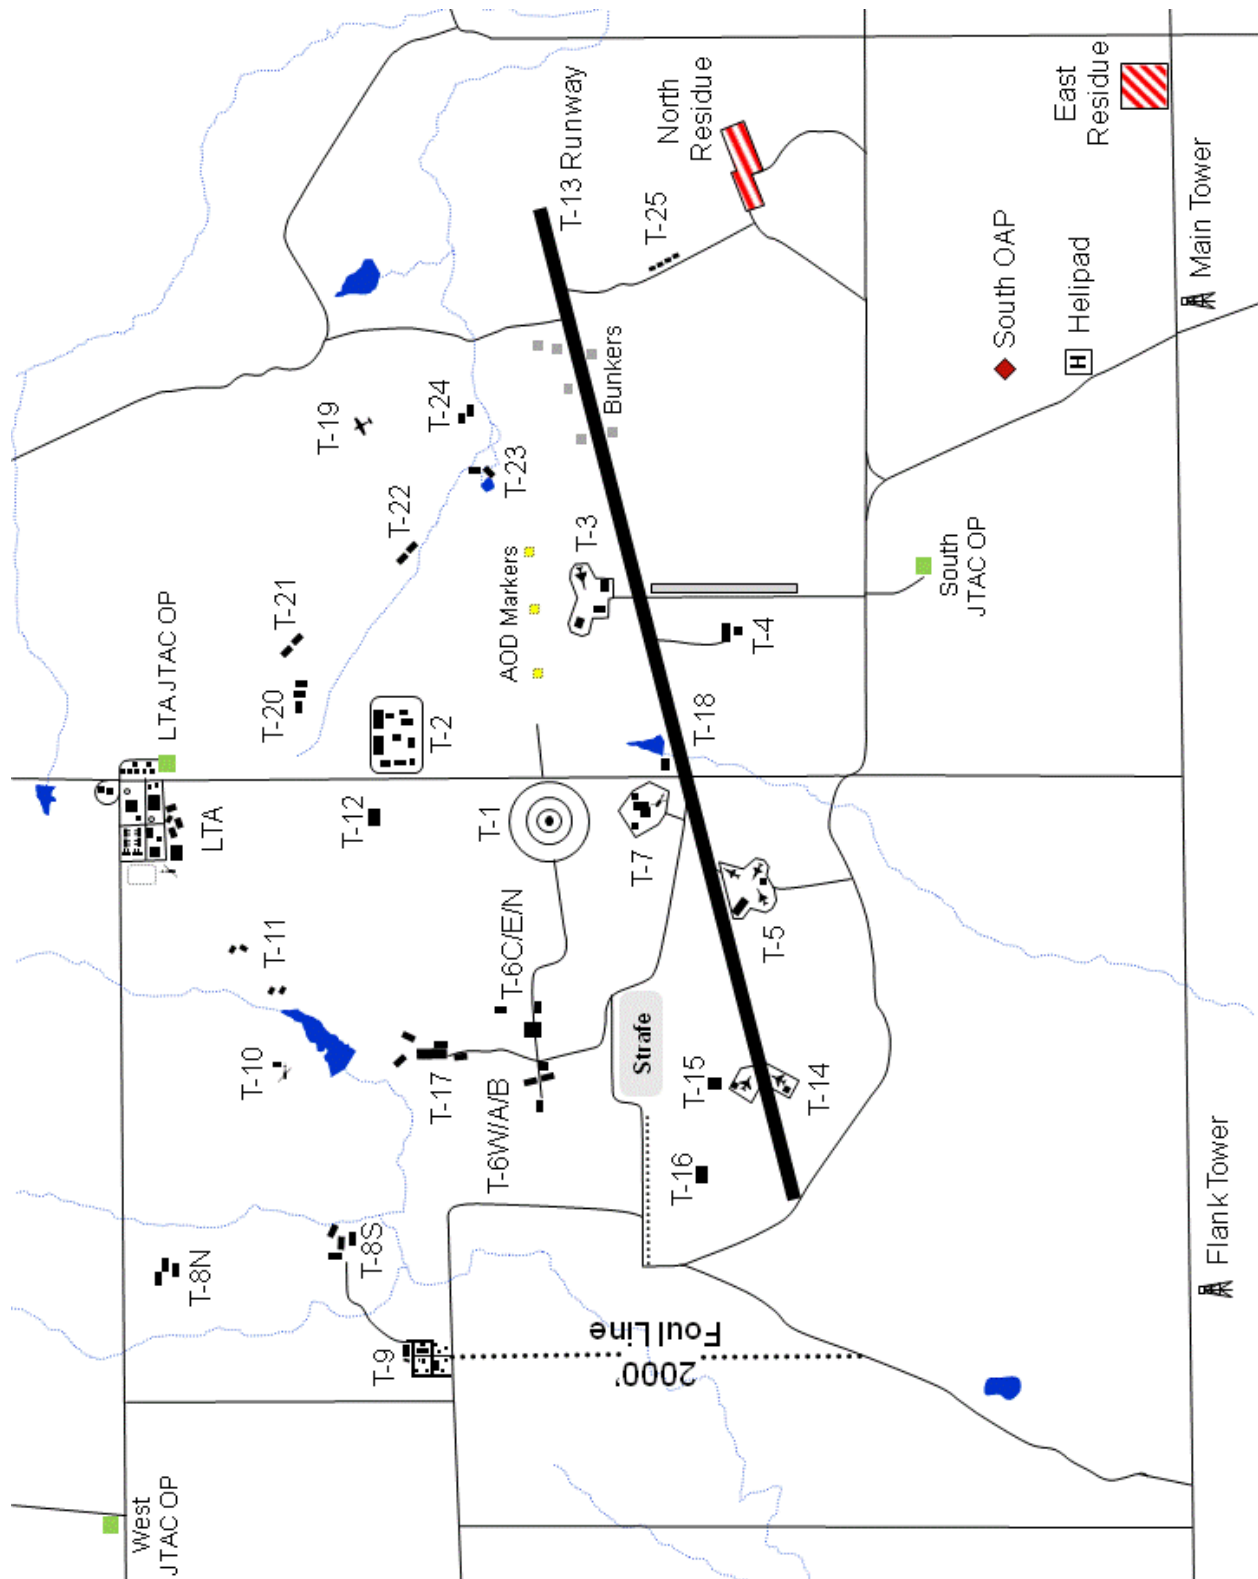 West
JTAC OP
T-8N
T-9
T-8S
2000'
Foul Line
Flank Tower
T-10
T-11
T-17
T-6W/A/B
T-6C/E/N
Strafe
T-16
T-15
T-14
LTA
LTA JTAC OP
T-12
T-1
T-7
T-5
T-2
T-20
T-21
T-18
AOD Markers
T-22
T-3
T-4
South
JTAC OP
T-19
T-24
T-23
Bunkers
T-25
T-13 Runway
North
Residue
South OAP
H
Helipad
Main Tower
East
Residue